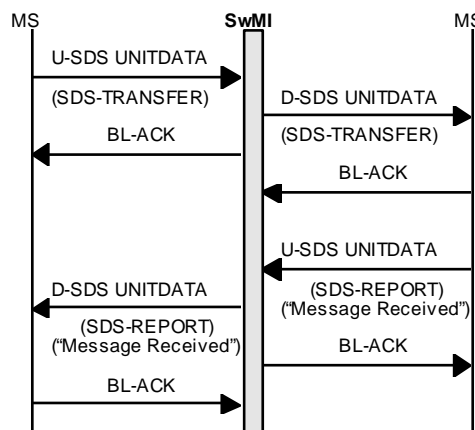 MS SwMI MS
U-SDS UNITDATA
(SDS-TRANSFER)
D-SDS UNITDATA
(SDS-TRANSFER)
BL-ACK
BL-ACK
U-SDS UNITDATA
(SDS-REPORT)
("Message Received")
D-SDS UNITDATA
(SDS-REPORT)
("Message Received")
BL-ACK
BL-ACK